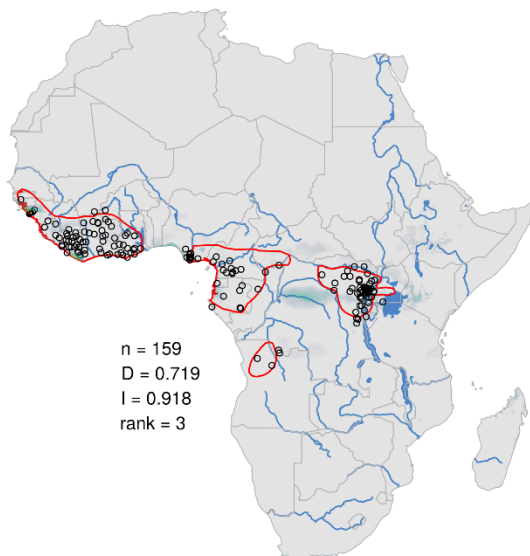 n = 159
D = 0.719
I = 0.918
rank = 3